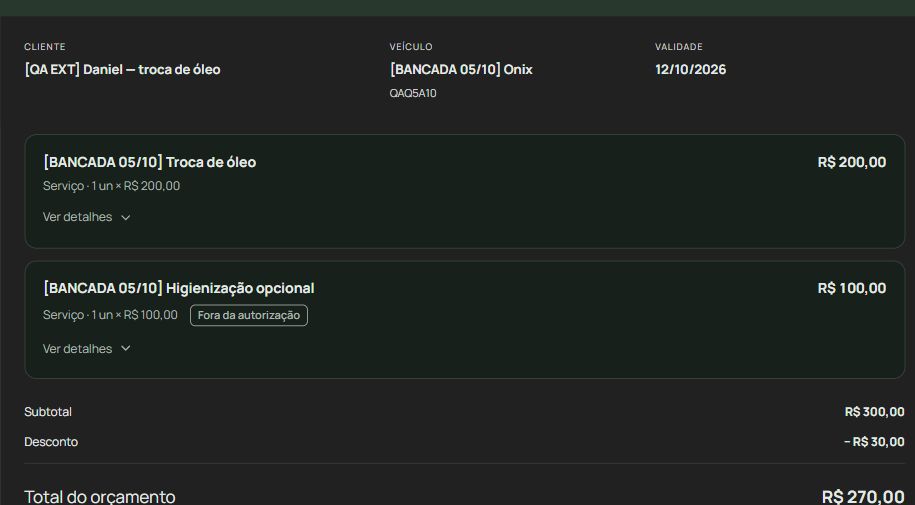 CLIENTE
[QA EXT] Daniel — troca de óleo
VEÍCULO
[BANCADA 05/10] Onix
QAQ5A10
VALIDADE
12/10/2026
[BANCADA 05/10] Troca de óleo
R$ 200,00
Serviço · 1 un × R$ 200,00
Ver detalhes
[BANCADA 05/10] Higienização opcional
R$ 100,00
Serviço · 1 un × R$ 100,00
Fora da autorização
Ver detalhes
Subtotal
R$ 300,00
Desconto
– R$ 30,00
Total do orçamento
R$ 270,00